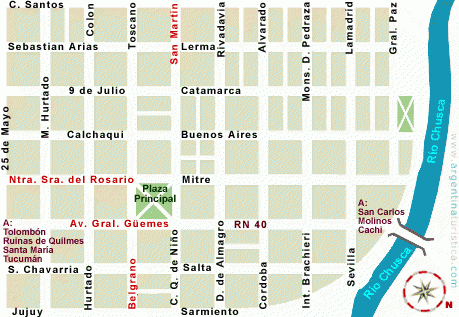 C. Santos
Colon
Toscano
San Martin
Rivadavia
Alvarado
Mons. D. Pedraza
Lamadrid
Gral. Paz
Sebastian Arias
Lerma
9 de Julio
Catamarca
25 de Mayo
M. Hurtado
Calchaqui
Buenos Aires
Río Chusca
www.argentinaturistica.com
Ntra. Sra. del Rosario
Mitre
Plaza
Principal
Av. Gral. Güemes
RN 40
A:
Tolombón
Ruinas de Quilmes
Santa María
Tucumán
A:
San Carlos
Molinos
Cachi
S. Chavarria
Hurtado
Belgrano
C. Q. de Niño
Salta
D. de Almagro
Cordoba
Int. Brachieri
Sevilla
Río Chusca
Jujuy
Sarmiento
N